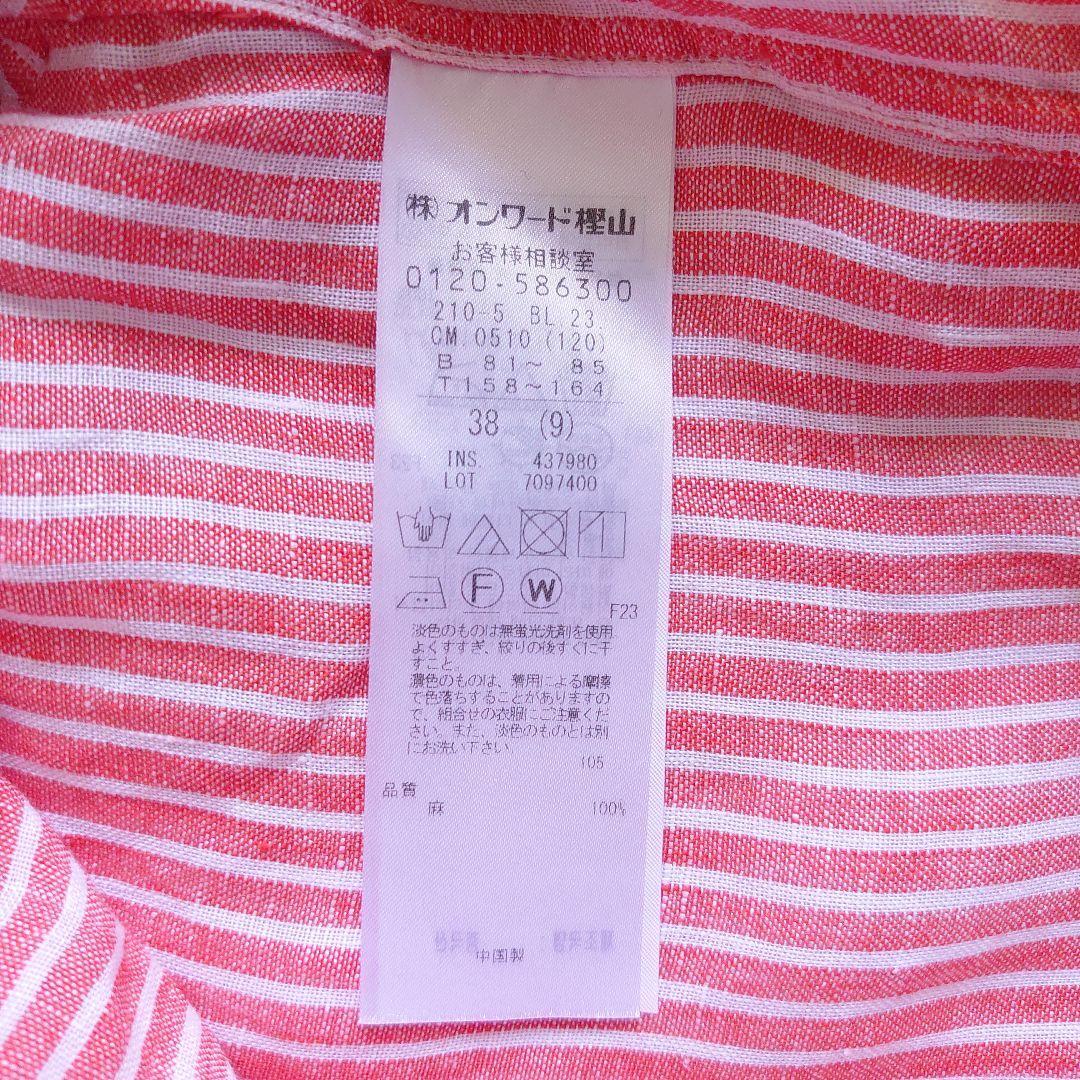 (株)オンワード樫山
お客様相談室
0120-586300
210-5 BL 23.
CM.0510 (120)
B 81～ 85
T158～164
38 (9)
INS. 437980
LOT 7097400
F W
F23
淡色のものは無蛍光洗剤を使用
よくすすぎ、絞りの後すぐに干
すこと。
濃色のものは、着用による摩擦
で色落ちすることがありますの
で、組合せの衣服にご注意くだ
さい。また、淡色のものとは別
にお洗い下さい
105
品質
麻 100%
中国製